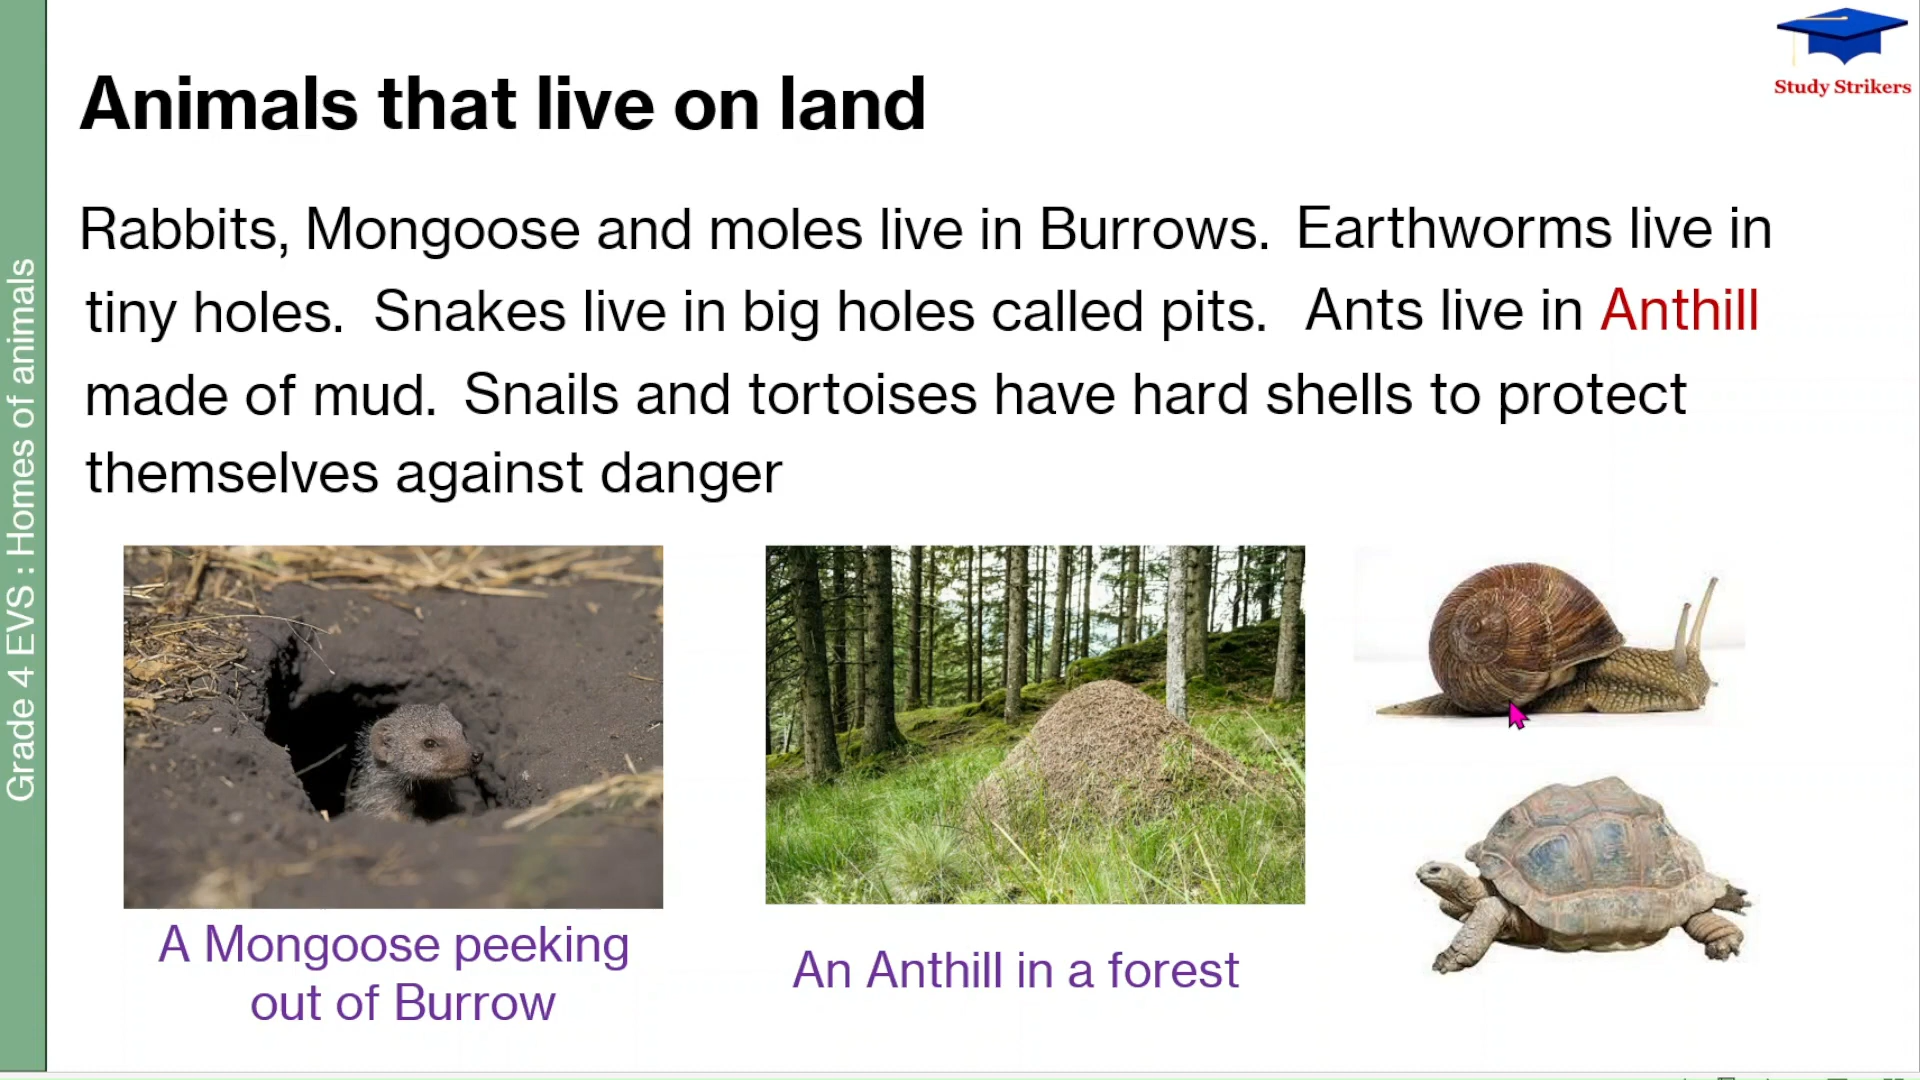 Study Strikers
Animals that live on land
Rabbits, Mongoose and moles live in Burrows. Earthworms live in
tiny holes. Snakes live in big holes called pits. Ants live in Anthill
made of mud. Snails and tortoises have hard shells to protect
themselves against danger
A Mongoose peeking
out of Burrow
An Anthill in a forest
Grade 4 EVS : Homes of animals